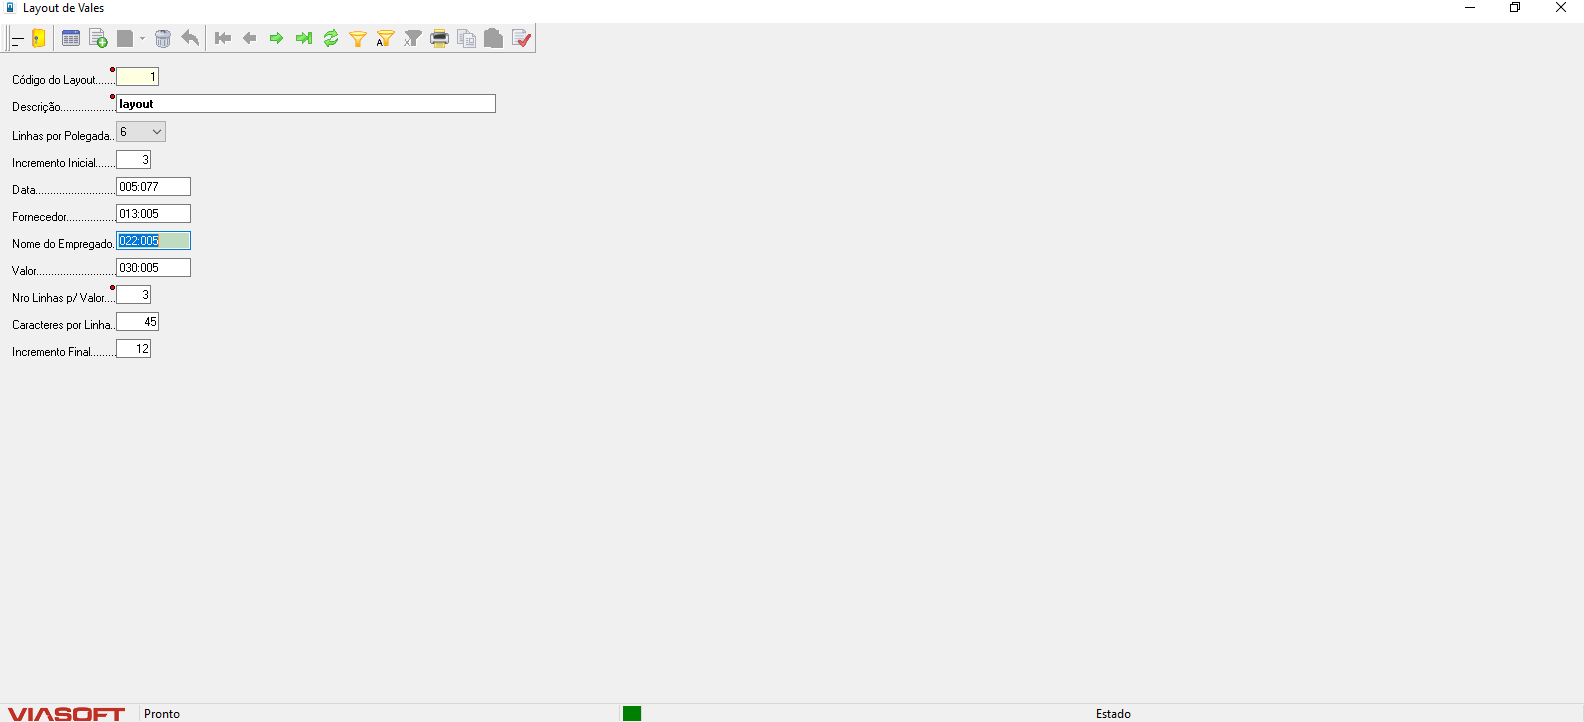 Layout de Vales
Código do Layout...... 1
Descrição.................. layout
Linhas por Polegada.. 6
Incremento Inicial....... 3
Data.......................... 005:077
Fornecedor................. 013:005
Nome do Empregado. 022:005
Valor.......................... 030:005
Nro Linhas p/ Valor.... 3
Caracteres por Linha.. 45
Incremento Final......... 12
VIASOFT Pronto Estado